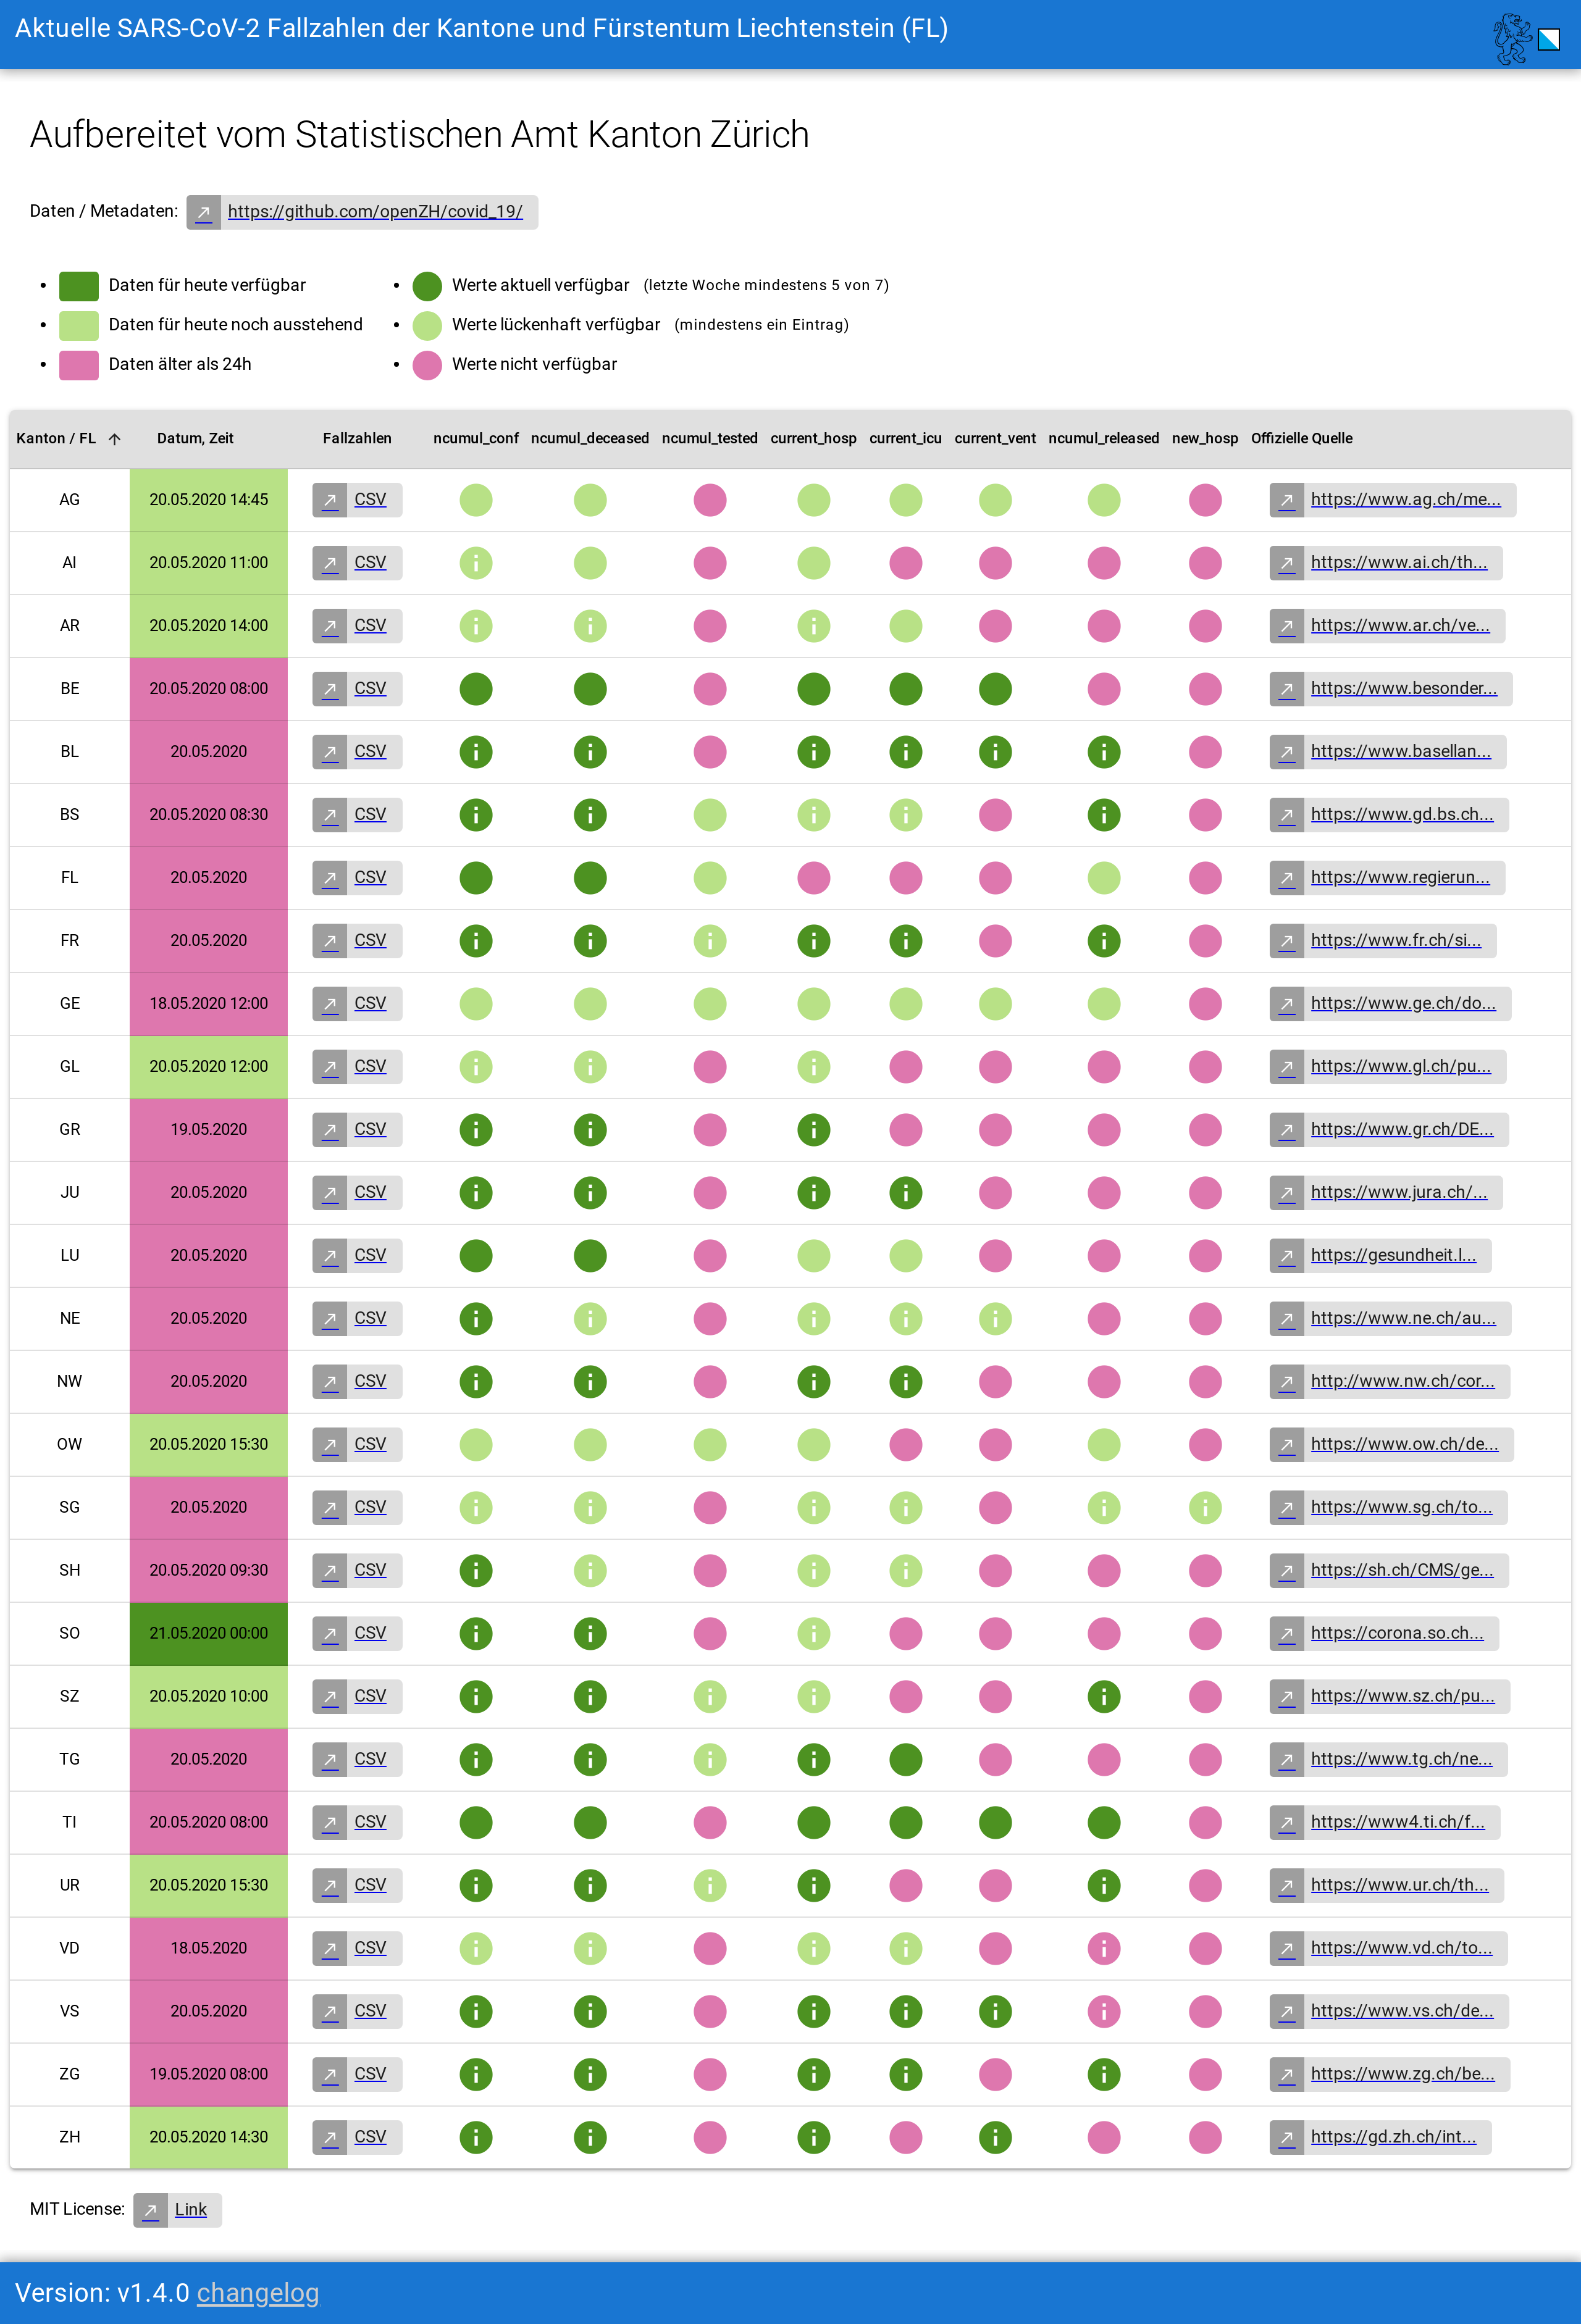 Aktuelle SARS-CoV-2 Fallzahlen der Kantone und Fürstentum Liechtenstein (FL)
Aufbereitet vom Statistischen Amt Kanton Zürich
Daten / Metadaten: https://github.com/openZH/covid_19/
Daten für heute verfügbar Werte aktuell verfügbar (letzte Woche mindestens 5 von 7)
Daten für heute noch ausstehend Werte lückenhaft verfügbar (mindestens ein Eintrag)
Daten älter als 24h Werte nicht verfügbar
Kanton / FL Datum, Zeit Fallzahlen ncumul_conf ncumul_deceased ncumul_tested current_hosp current_icu current_vent ncumul_released new_hosp Offizielle Quelle
AG 20.05.2020 14:45 CSV https://www.ag.ch/me...
AI 20.05.2020 11:00 CSV https://www.ai.ch/th...
AR 20.05.2020 14:00 CSV https://www.ar.ch/ve...
BE 20.05.2020 08:00 CSV https://www.besonder...
BL 20.05.2020 CSV https://www.basellan...
BS 20.05.2020 08:30 CSV https://www.gd.bs.ch...
FL 20.05.2020 CSV https://www.regierun...
FR 20.05.2020 CSV https://www.fr.ch/si...
GE 18.05.2020 12:00 CSV https://www.ge.ch/do...
GL 20.05.2020 12:00 CSV https://www.gl.ch/pu...
GR 19.05.2020 CSV https://www.gr.ch/DE...
JU 20.05.2020 CSV https://www.jura.ch/...
LU 20.05.2020 CSV https://gesundheit.l...
NE 20.05.2020 CSV https://www.ne.ch/au...
NW 20.05.2020 CSV http://www.nw.ch/cor...
OW 20.05.2020 15:30 CSV https://www.ow.ch/de...
SG 20.05.2020 CSV https://www.sg.ch/to...
SH 20.05.2020 09:30 CSV https://sh.ch/CMS/ge...
SO 21.05.2020 00:00 CSV https://corona.so.ch...
SZ 20.05.2020 10:00 CSV https://www.sz.ch/pu...
TG 20.05.2020 CSV https://www.tg.ch/ne...
TI 20.05.2020 08:00 CSV https://www4.ti.ch/f...
UR 20.05.2020 15:30 CSV https://www.ur.ch/th...
VD 18.05.2020 CSV https://www.vd.ch/to...
VS 20.05.2020 CSV https://www.vs.ch/de...
ZG 19.05.2020 08:00 CSV https://www.zg.ch/be...
ZH 20.05.2020 14:30 CSV https://gd.zh.ch/int...
MIT License: Link
Version: v1.4.0 changelog